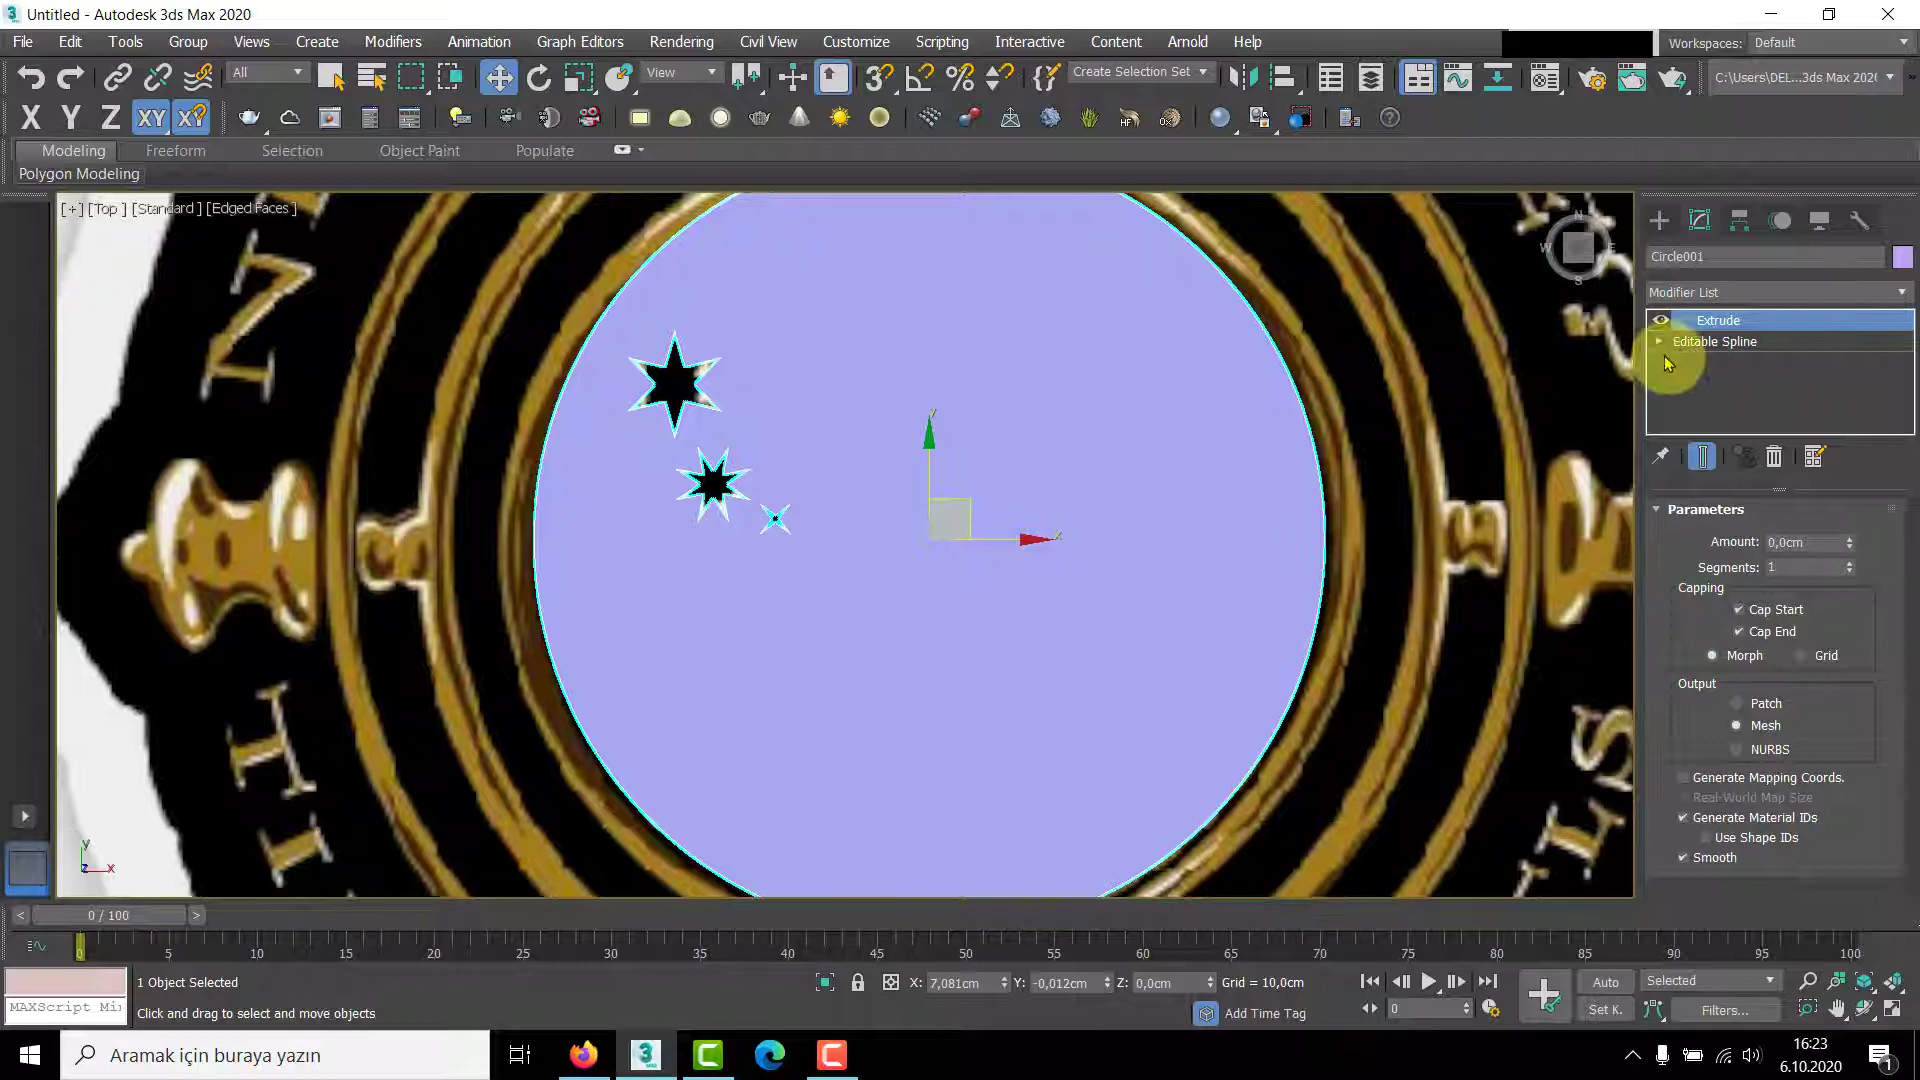 Untitled - Autodesk 3ds Max 2020
File Edit Tools Group Views Create Modifiers Animation Graph Editors Rendering Civil View Customize Scripting Interactive Content Arnold Help
Workspaces: Default
All
View
Create Selection Set
C:\Users\DEL...3ds Max 202(
X Y Z XY XY
Modeling Freeform Selection Object Paint Populate
Polygon Modeling
[+] [Top ] [Standard ] [Edged Faces ]
N
W
E
S
Circle001
Modifier List
Extrude
Editable Spline
Parameters
Amount: 0,0cm
Segments: 1
Capping
Cap Start
Cap End
Morph Grid
Output
Patch
Mesh
NURBS
Generate Mapping Coords.
Real-World Map Size
Generate Material IDs
Use Shape IDs
Smooth
y
x
y
z x
0 / 100
0 5 10 15 20 25 30 35 40 45 50 55 60 65 70 75 80 85 90 95 100
1 Object Selected
X: 7,081cm Y: -0,012cm Z: 0,0cm Grid = 10,0cm
Auto Selected
MAXScript Mi
Click and drag to select and move objects
Add Time Tag
0
Set K. Filters...
Aramak için buraya yazın
16:23
6.10.2020
1